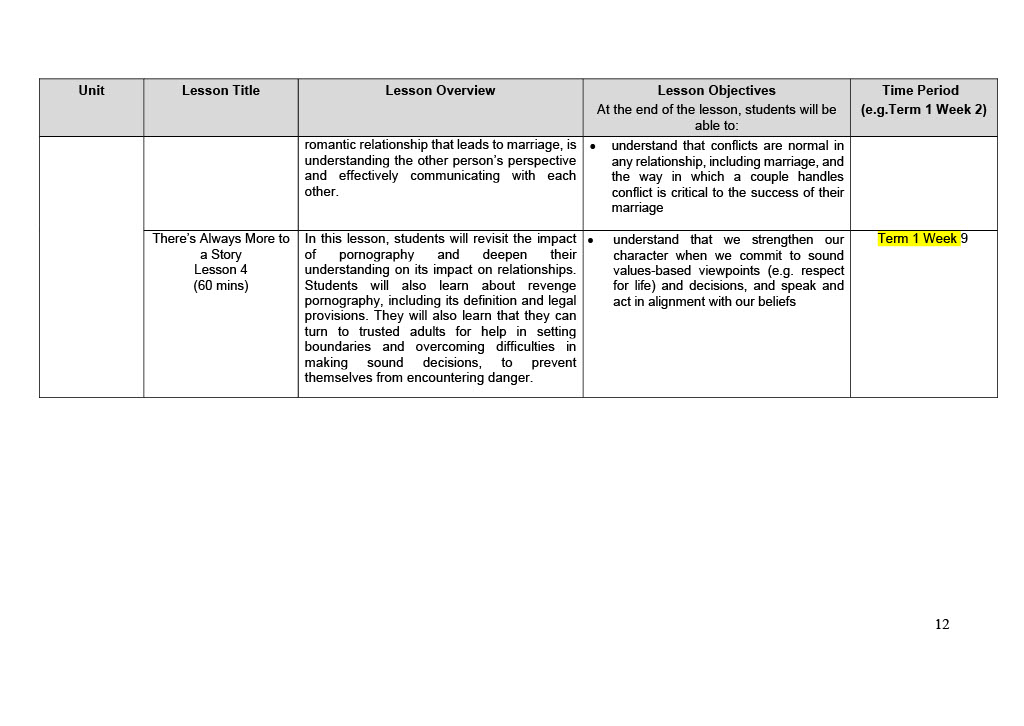 Unit
Lesson Title
Lesson Overview
Lesson Objectives
At the end of the lesson, students will be
able to:
Time Period
(e.g.Term 1 Week 2)
romantic relationship that leads to marriage, is
understanding the other person's perspective
and effectively communicating with each
other.
• understand that conflicts are normal in
any relationship, including marriage, and
the way in which a couple handles
conflict is critical to the success of their
marriage
There's Always More to
a Story
Lesson 4
(60 mins)
In this lesson, students will revisit the impact
of pornography and deepen their
understanding on its impact on relationships.
Students will also learn about revenge
pornography, including its definition and legal
provisions. They will also learn that they can
turn to trusted adults for help in setting
boundaries and overcoming difficulties in
making sound decisions, to prevent
themselves from encountering danger.
• understand that we strengthen our
character when we commit to sound
values-based viewpoints (e.g. respect
for life) and decisions, and speak and
act in alignment with our beliefs
Term 1 Week 9
12